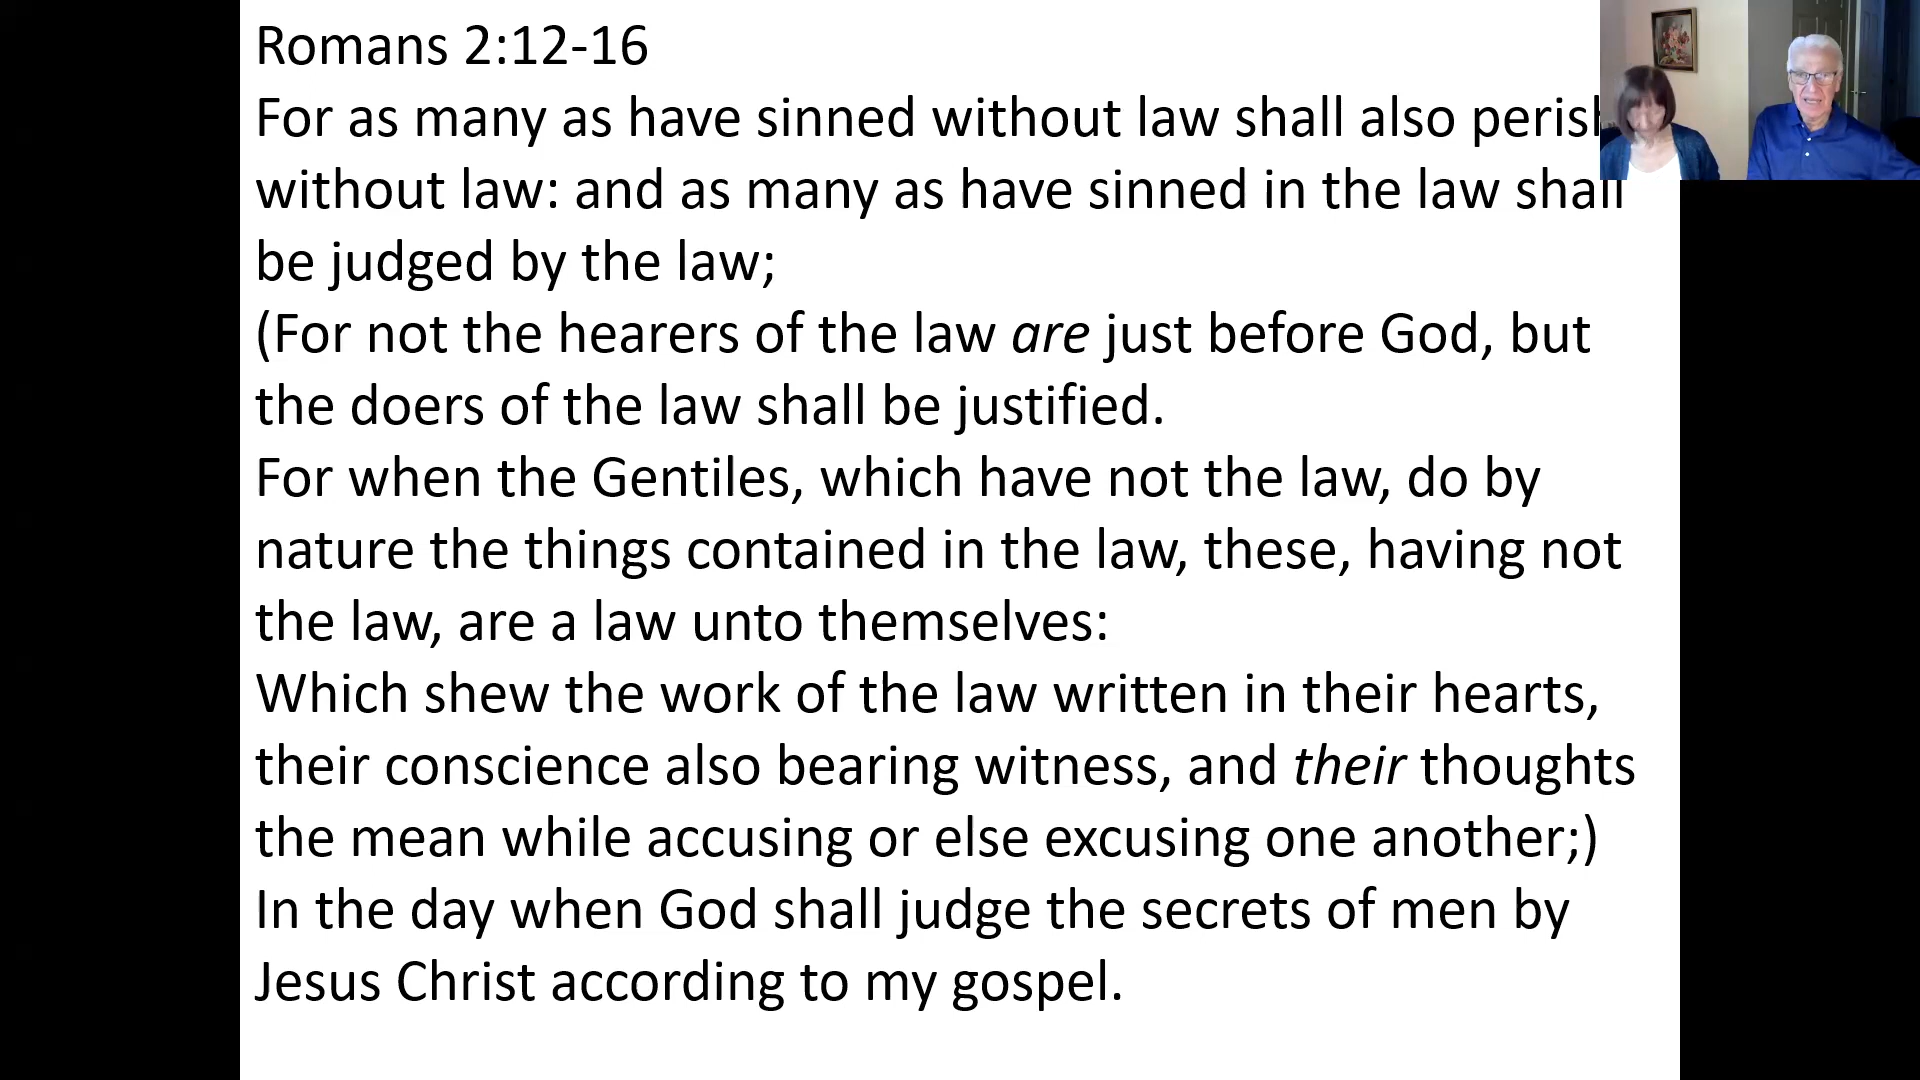 Romans 2:12-16
For as many as have sinned without law shall also perish
without law: and as many as have sinned in the law shall
be judged by the law;
(For not the hearers of the law are just before God, but
the doers of the law shall be justified.
For when the Gentiles, which have not the law, do by
nature the things contained in the law, these, having not
the law, are a law unto themselves:
Which shew the work of the law written in their hearts,
their conscience also bearing witness, and their thoughts
the mean while accusing or else excusing one another;)
In the day when God shall judge the secrets of men by
Jesus Christ according to my gospel.